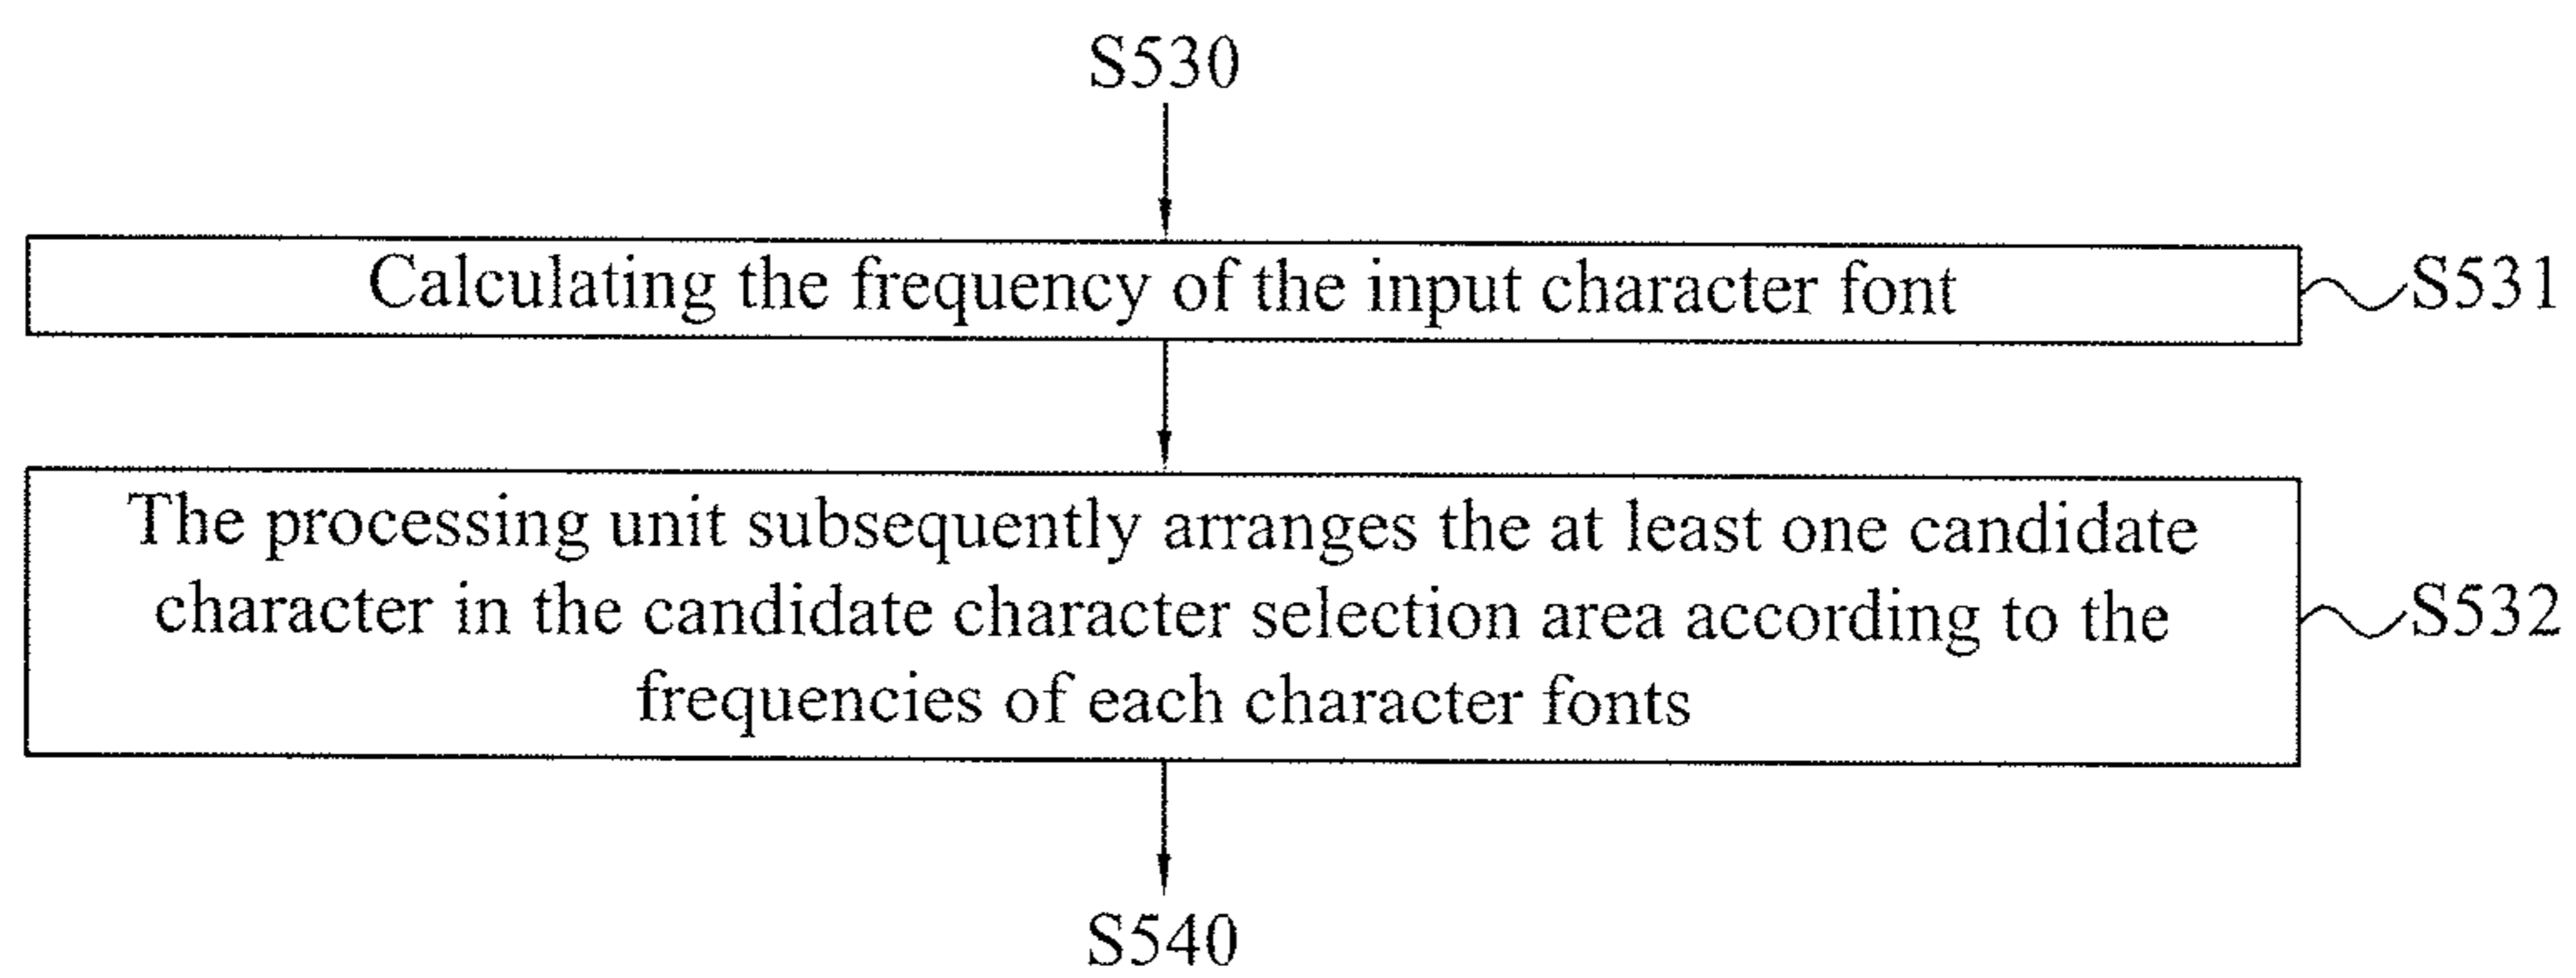 S530
Calculating the frequency of the input character font
S531
The processing unit subsequently arranges the at least one candidate
character in the candidate character selection area according to the
frequencies of each character fonts
S532
S540